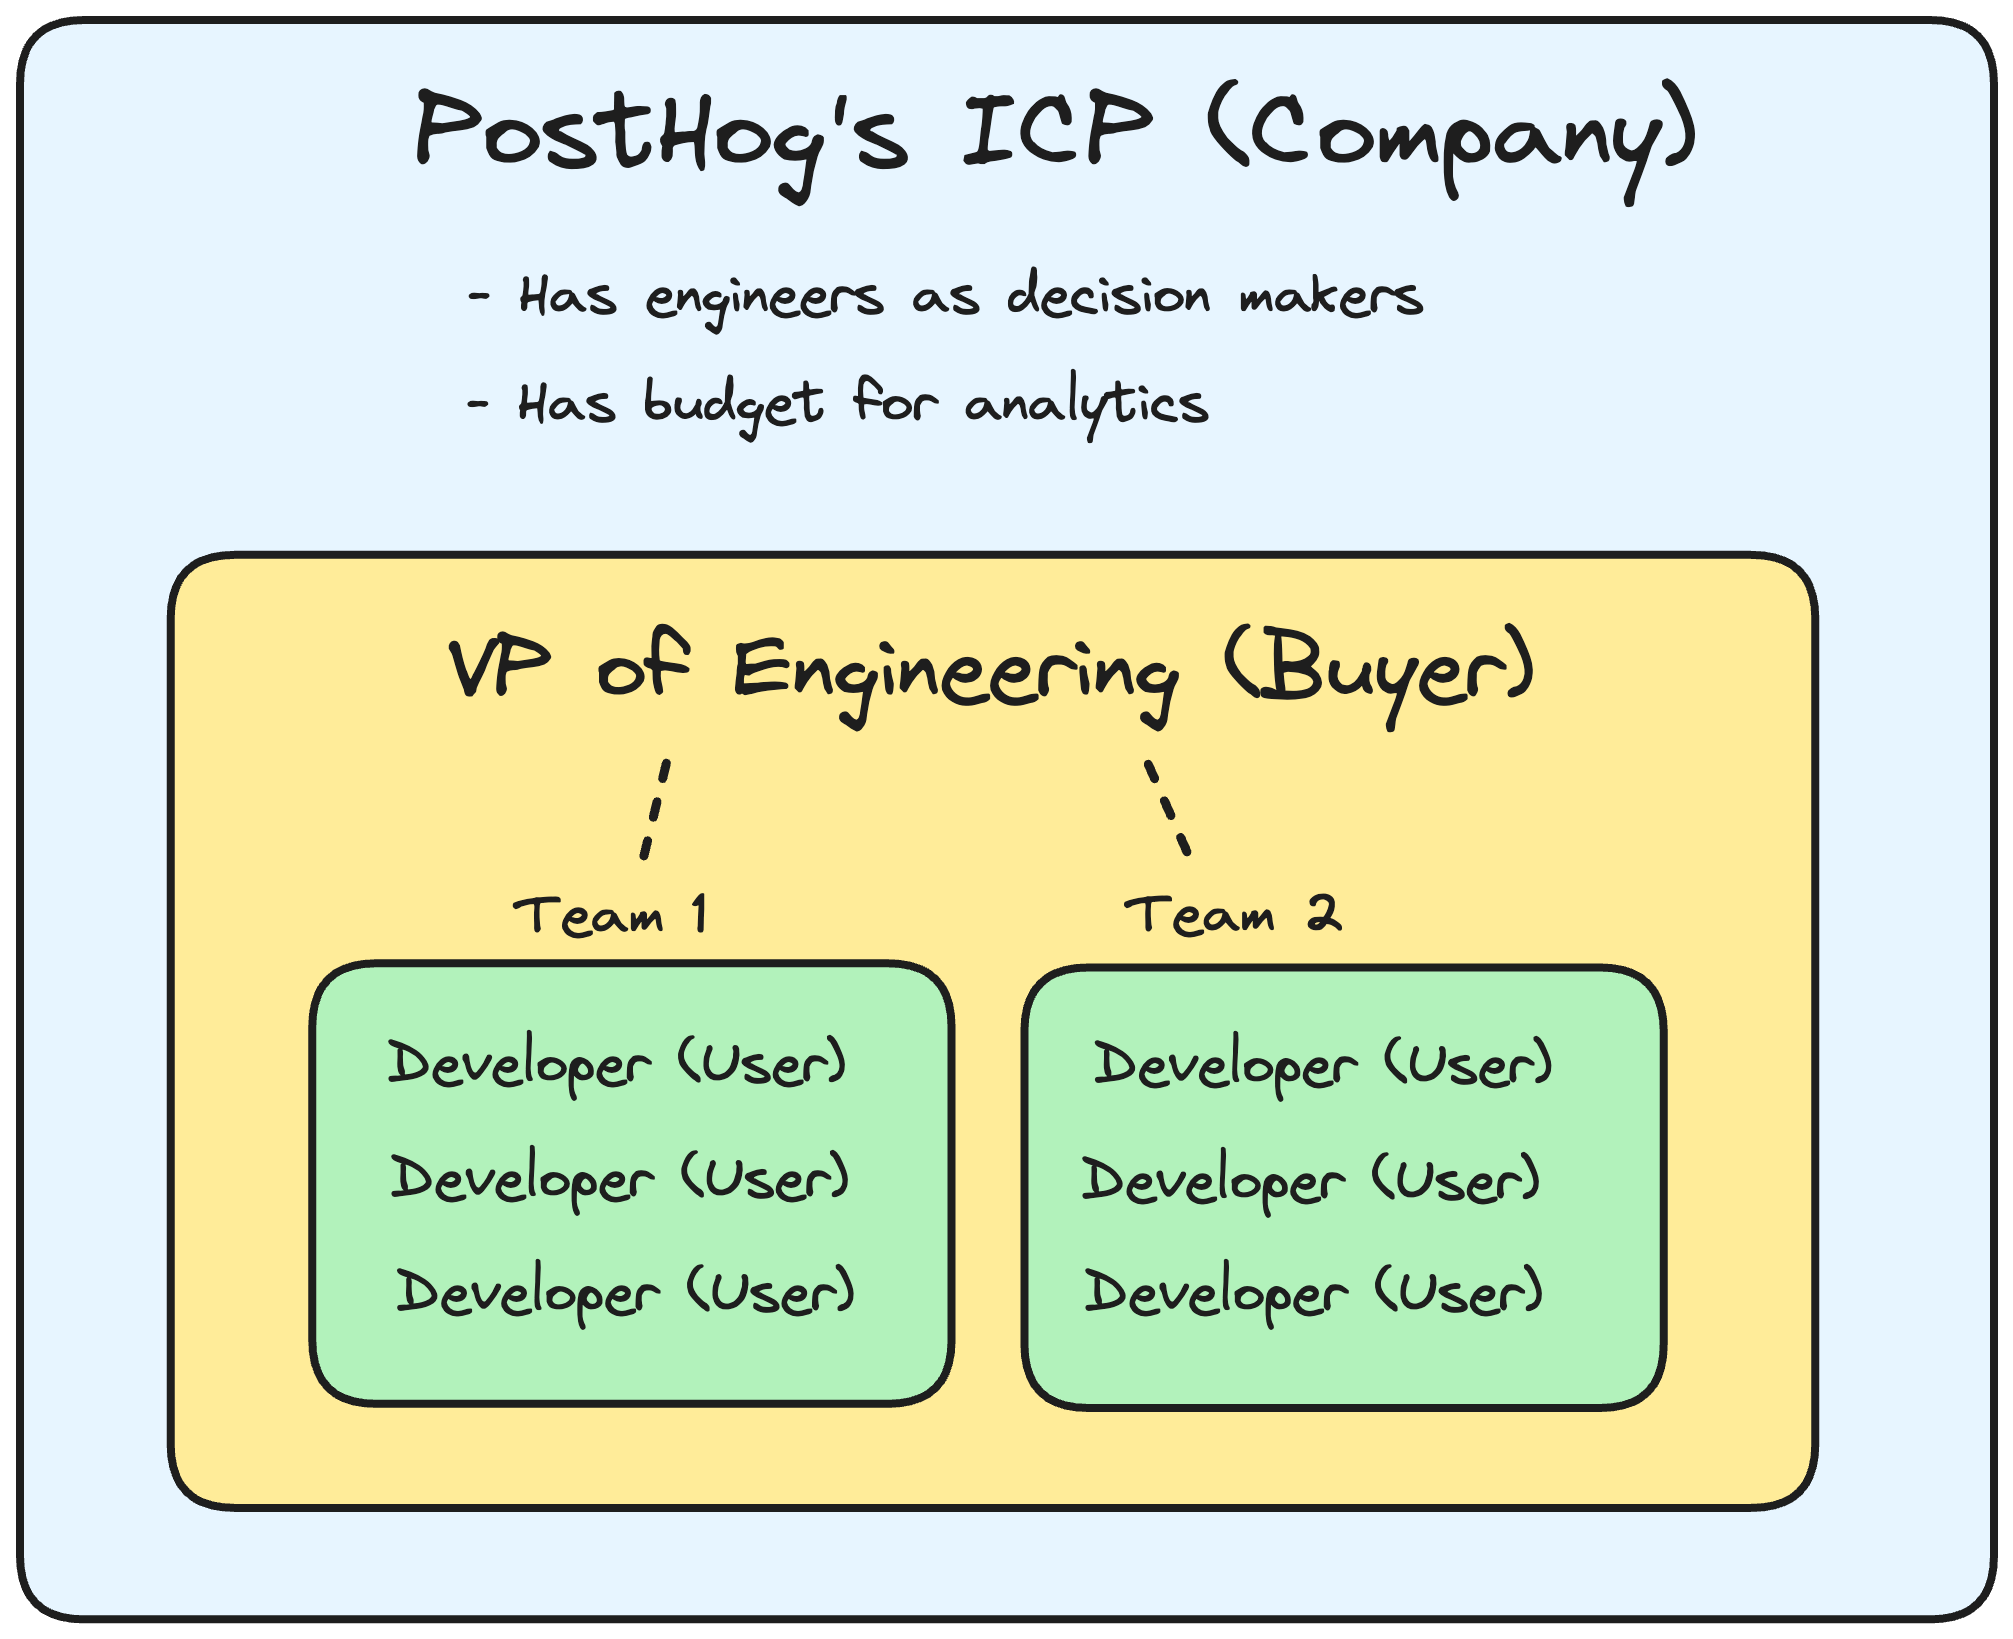 PostHog's ICP (Company)
- Has engineers as decision makers
- Has budget for analytics
VP of Engineering (Buyer)
Team 1
Developer (User)
Developer (User)
Developer (User)
Team 2
Developer (User)
Developer (User)
Developer (User)